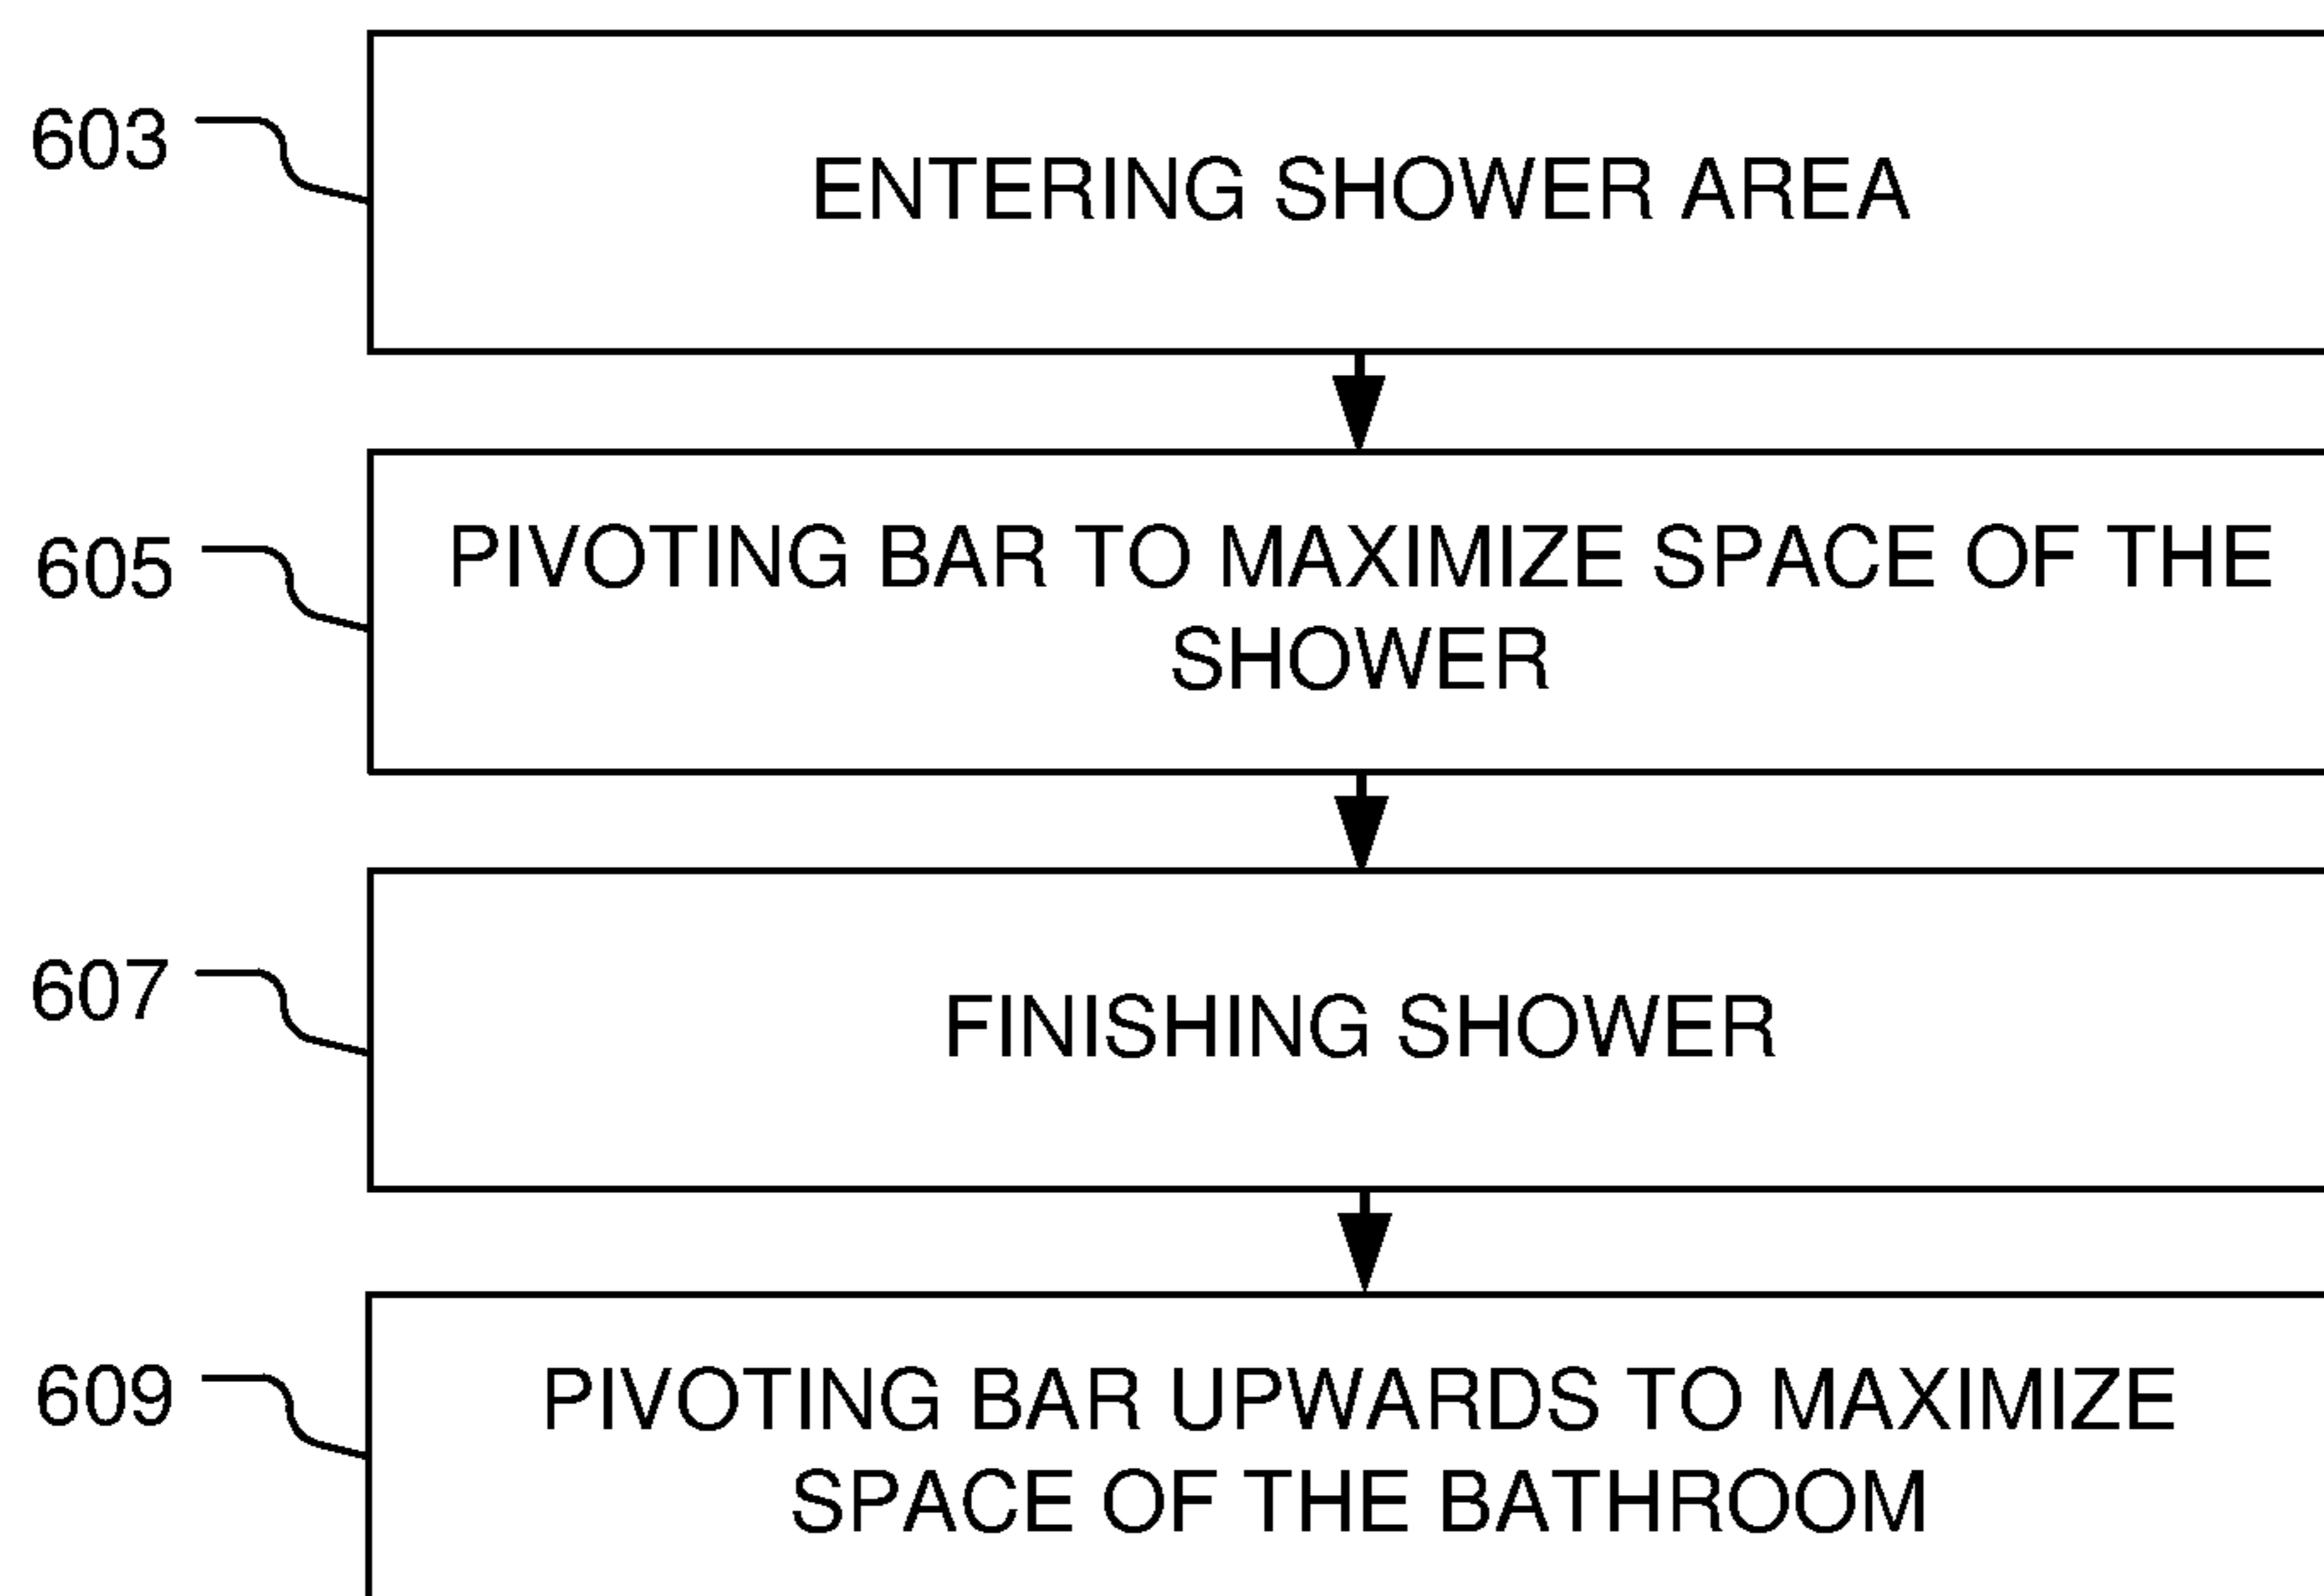 603
ENTERING SHOWER AREA
605
PIVOTING BAR TO MAXIMIZE SPACE OF THE
SHOWER
607
FINISHING SHOWER
609
PIVOTING BAR UPWARDS TO MAXIMIZE
SPACE OF THE BATHROOM